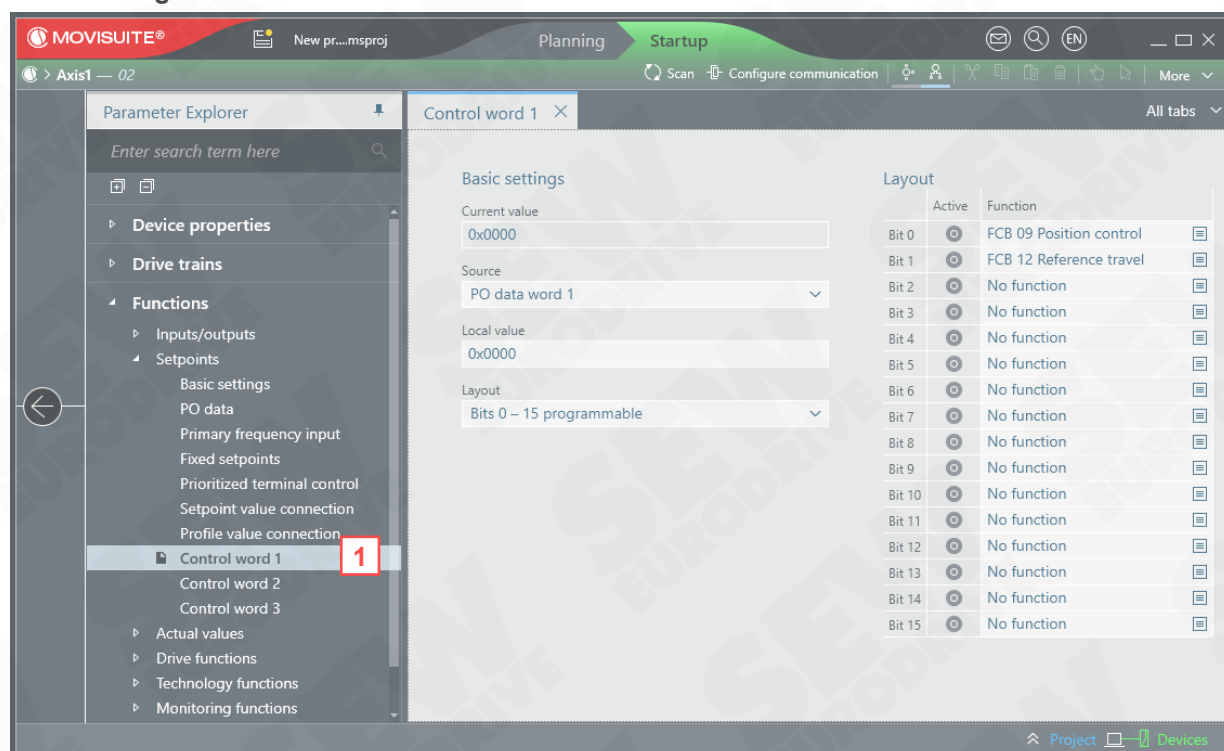 MOVISUITE®
New pr....msproj
Planning
Startup
EN
> Axis1 — 02
Scan
Configure communication
More
Parameter Explorer
Control word 1
All tabs
Enter search term here
Device properties
Drive trains
Functions
Inputs/outputs
Setpoints
Basic settings
PO data
Primary frequency input
Fixed setpoints
Prioritized terminal control
Setpoint value connection
Profile value connection
Control word 1
1
Control word 2
Control word 3
Actual values
Drive functions
Technology functions
Monitoring functions
Basic settings
Current value
0x0000
Source
PO data word 1
Local value
0x0000
Layout
Bits 0 – 15 programmable
Layout
Active Function
Bit 0 FCB 09 Position control
Bit 1 FCB 12 Reference travel
Bit 2 No function
Bit 3 No function
Bit 4 No function
Bit 5 No function
Bit 6 No function
Bit 7 No function
Bit 8 No function
Bit 9 No function
Bit 10 No function
Bit 11 No function
Bit 12 No function
Bit 13 No function
Bit 14 No function
Bit 15 No function
Project
Devices
SEW
EURODRIVE